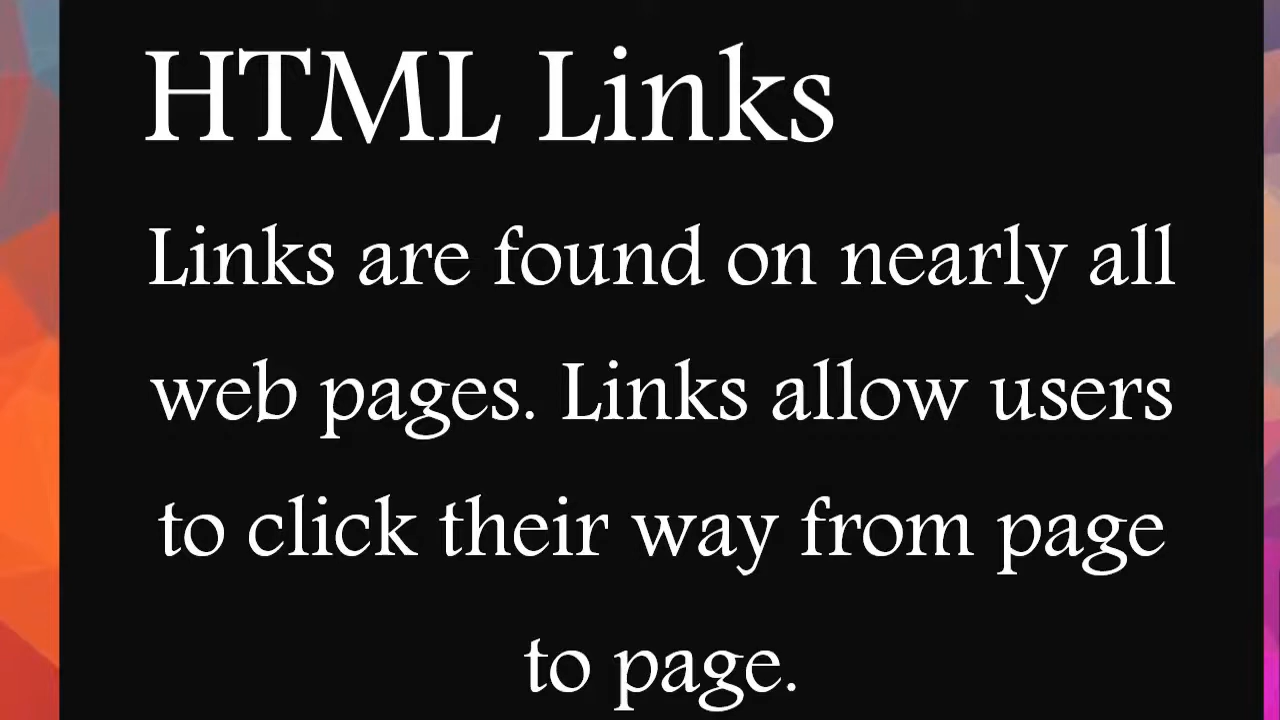 HTML Links
Links are found on nearly all
web pages. Links allow users
to click their way from page
to page.